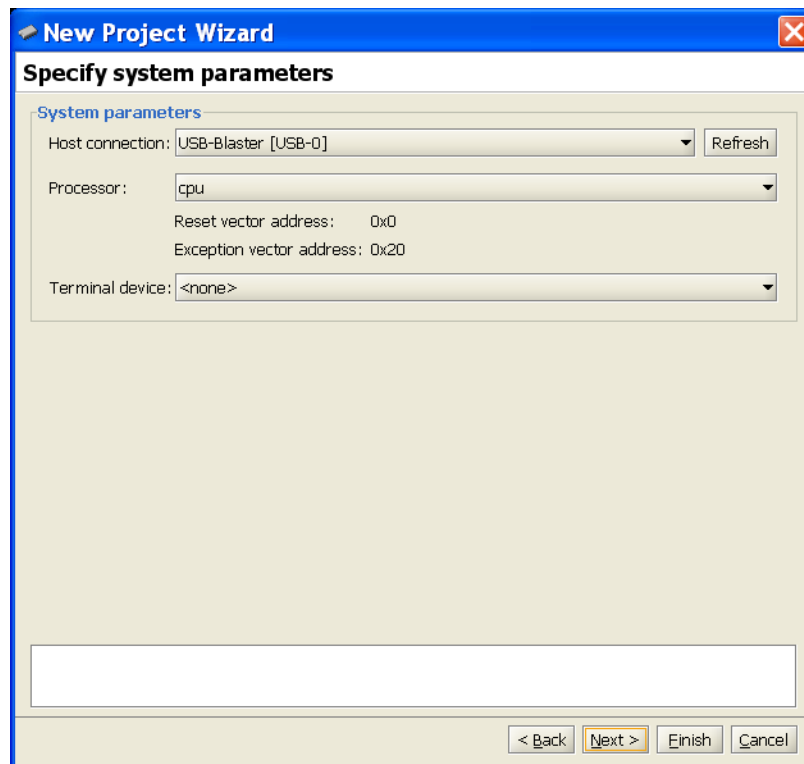 New Project Wizard
Specify system parameters
System parameters
Host connection: USB-Blaster [USB-0] Refresh
Processor: cpu
Reset vector address: 0x0
Exception vector address: 0x20
Terminal device: <none>
< Back Next > Finish Cancel